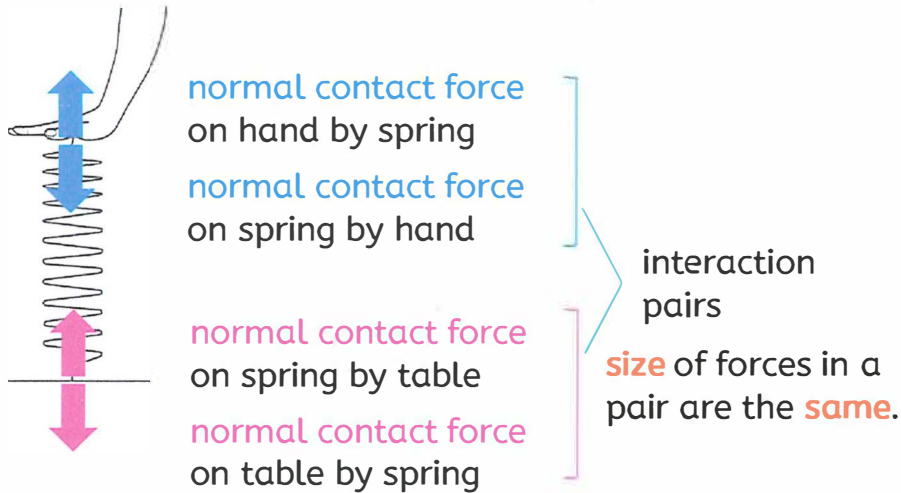 normal contact force
on hand by spring
normal contact force
on spring by hand
normal contact force
on spring by table
normal contact force
on table by spring
interaction
pairs
size of forces in a
pair are the same.